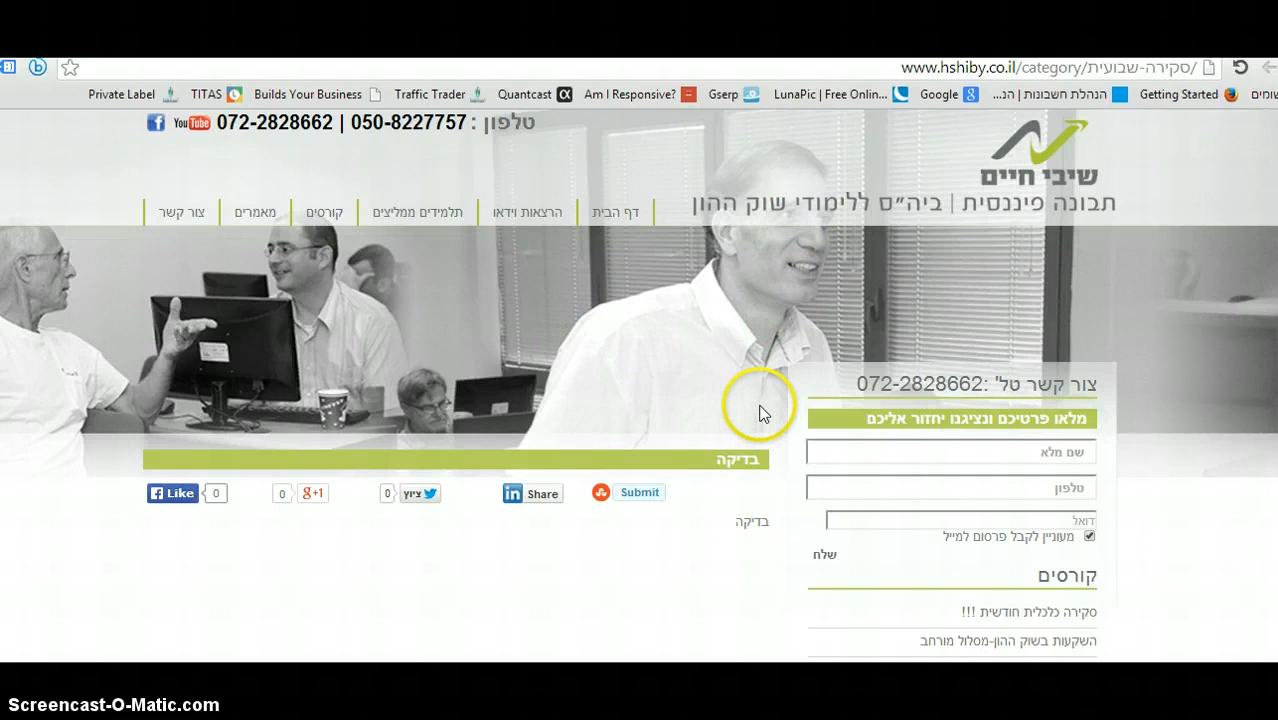 www.hshiby.co.il/category/סקירה-שבועית/
Private Label TITAS Builds Your Business Traffic Trader Quantcast Am I Responsive? Gserp LunaPic | Free Onlin... Google הנהלת חשבונות | הנ... Getting Started
YouTube 072-2828662 | 050-8227757 : טלפון
שיבי חיים
תבונה פיננסית | ביה"ס ללימודי שוק ההון
דף הבית הרצאות וידאו תלמידים ממליצים קורסים מאמרים צור קשר
צור קשר טל' :072-2828662
מלאו פרטיכם ונציגנו יחזור אליכם
שם מלא
טלפון
דואל
מעוניין לקבל פרסום למייל
שלח
קורסים
סקירה כלכלית חודשית !!!
השקעות בשוק ההון-מסלול מורחב
בדיקה
Like 0 0 g+1 0 ציוץ in Share Submit
בדיקה
Screencast-O-Matic.com